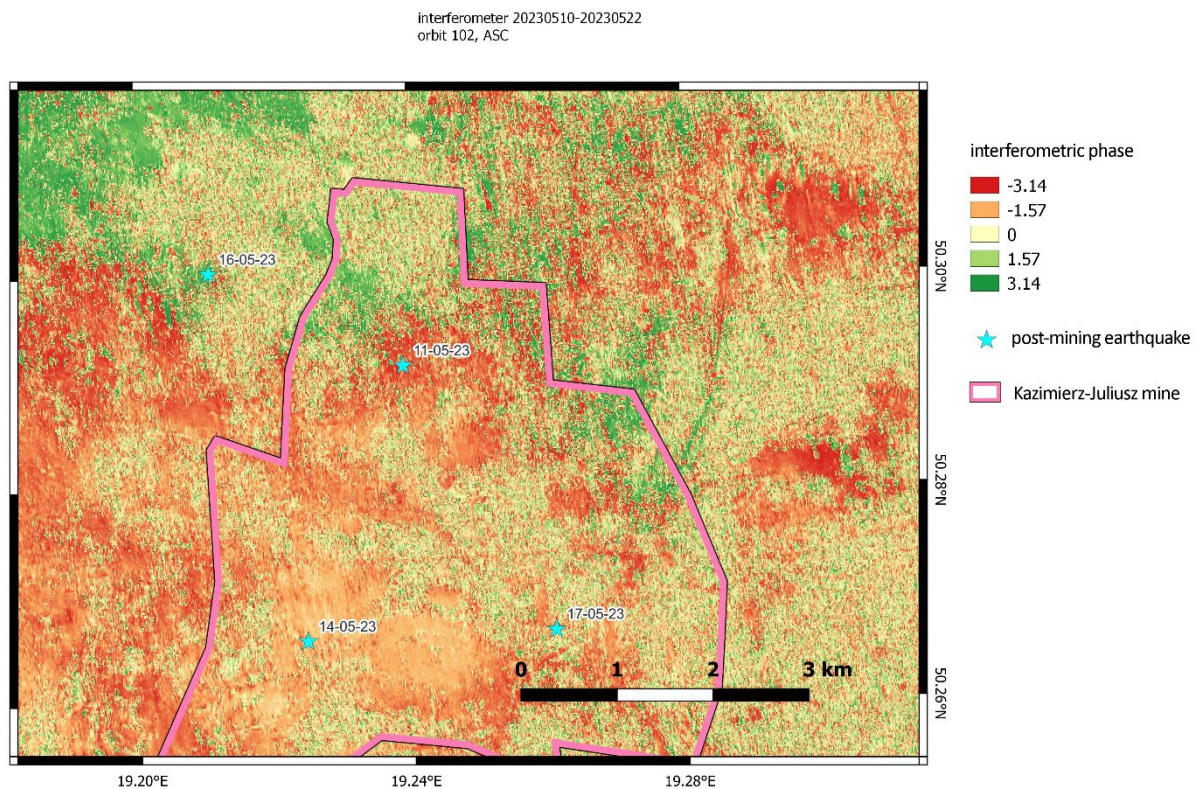 interferometer 20230510-20230522
orbit 102, ASC
interferometric phase
-3.14
-1.57
0
1.57
3.14
post-mining earthquake
Kazimierz-Juliusz mine
16-05-23
11-05-23
14-05-23
17-05-23
0 1 2 3 km
50.30°N
50.28°N
50.26°N
19.20°E 19.24°E 19.28°E